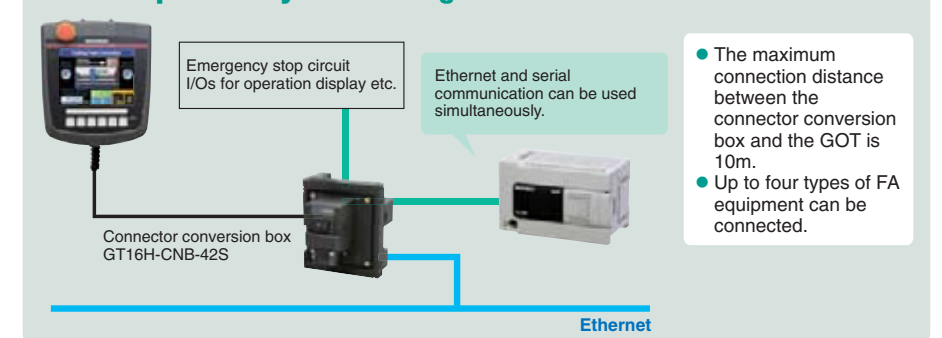 Emergency stop circuit
I/Os for operation display etc.
Ethernet and serial
communication can be used
simultaneously.
● The maximum
connection distance
between the
connector conversion
box and the GOT is
10m.
● Up to four types of FA
equipment can be
connected.
Connector conversion box
GT16H-CNB-42S
Ethernet